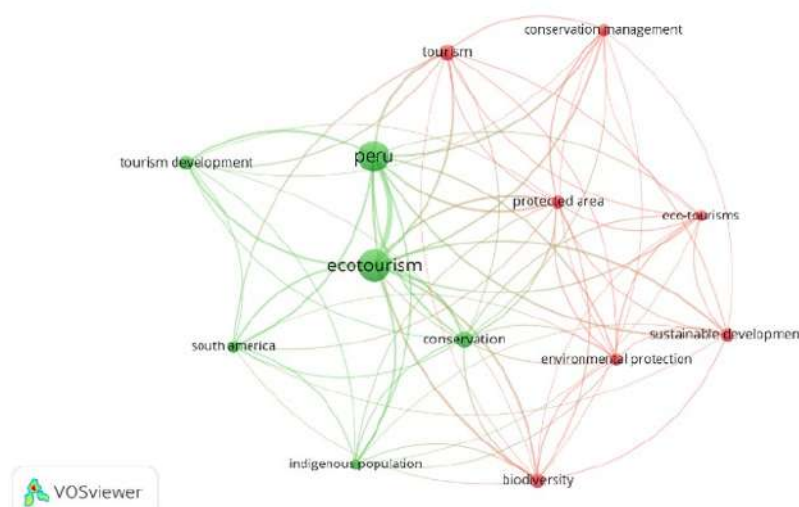 conservation management
tourism
peru
tourism development
protected area
eco-tourisms
ecotourism
sustainable development
conservation
south america
environmental protection
indigenous population
biodiversity
VOSviewer